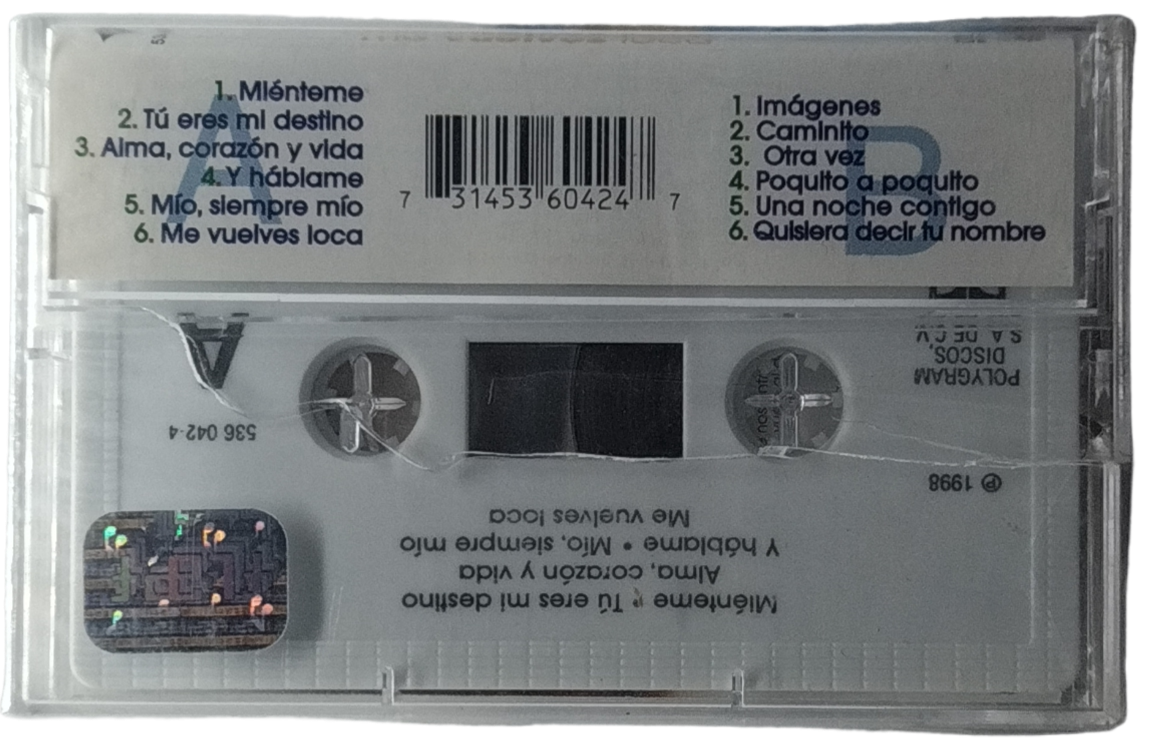 A
1. Miénteme
2. Tú eres mi destino
3. Alma, corazón y vida
4. Y háblame
5. Mío, siempre mío
6. Me vuelves loca
7 31453 60424 7
B
1. Imágenes
2. Caminito
3. Otra vez
4. Poquito a poquito
5. Una noche contigo
6. Quisiera decir tu nombre
A
536 042-4
POLYGRAM
DISCOS,
S.A. DE C.V.
℗ 1998
Miénteme • Tú eres mi destino
Alma, corazón y vida
Y háblame • Mío, siempre mío
Me vuelves loca